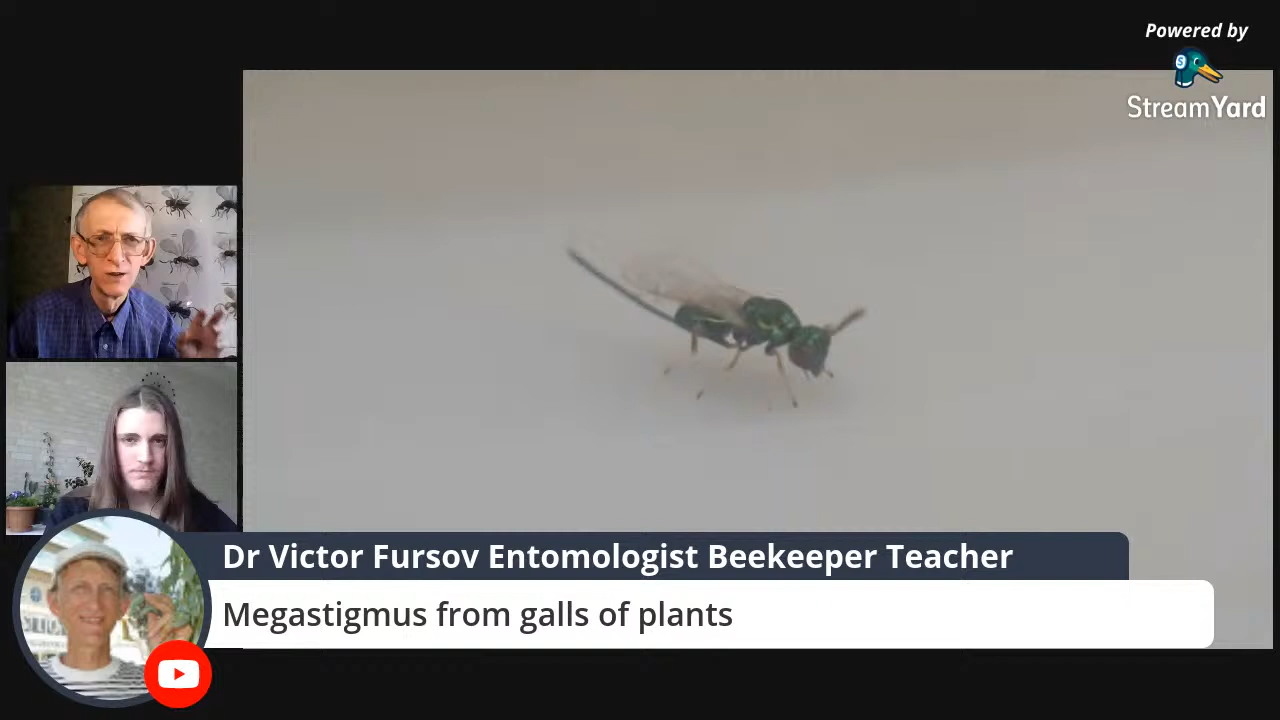 Powered by
StreamYard
Dr Victor Fursov Entomologist Beekeeper Teacher
Megastigmus from galls of plants